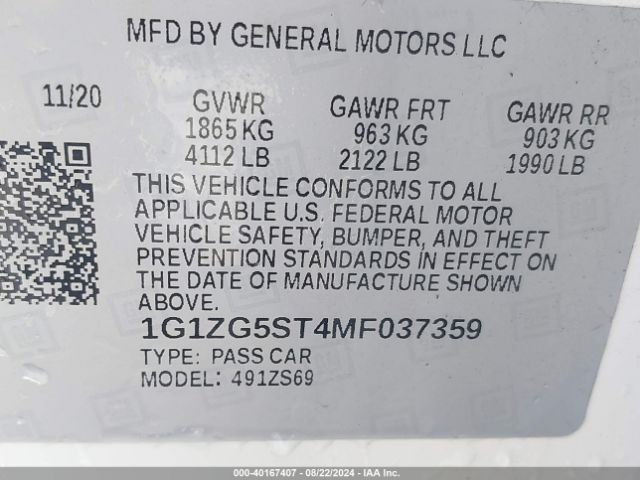 MFD BY GENERAL MOTORS LLC
11/20 GVWR GAWR FRT GAWR RR
1865 KG 963 KG 903 KG
4112 LB 2122 LB 1990 LB
THIS VEHICLE CONFORMS TO ALL
APPLICABLE U.S. FEDERAL MOTOR
VEHICLE SAFETY, BUMPER, AND THEFT
PREVENTION STANDARDS IN EFFECT ON
THE DATE OF MANUFACTURE SHOWN
ABOVE.
1G1ZG5ST4MF037359
TYPE: PASS CAR
MODEL: 491ZS69
000-40167407 - 08/22/2024 - IAAI.COM